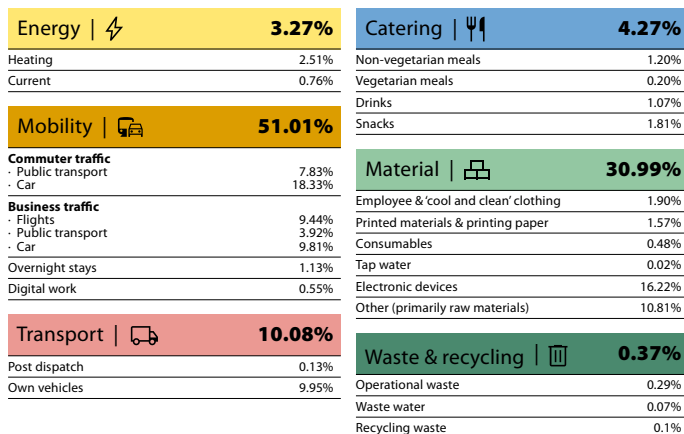 Energy | 3.27%
Heating 2.51%
Current 0.76%
Mobility | 51.01%
Commuter traffic
· Public transport 7.83%
· Car 18.33%
Business traffic
· Flights 9.44%
· Public transport 3.92%
· Car 9.81%
Overnight stays 1.13%
Digital work 0.55%
Transport | 10.08%
Post dispatch 0.13%
Own vehicles 9.95%
Catering | 4.27%
Non-vegetarian meals 1.20%
Vegetarian meals 0.20%
Drinks 1.07%
Snacks 1.81%
Material | 30.99%
Employee & ‘cool and clean’ clothing 1.90%
Printed materials & printing paper 1.57%
Consumables 0.48%
Tap water 0.02%
Electronic devices 16.22%
Other (primarily raw materials) 10.81%
Waste & recycling | 0.37%
Operational waste 0.29%
Waste water 0.07%
Recycling waste 0.1%